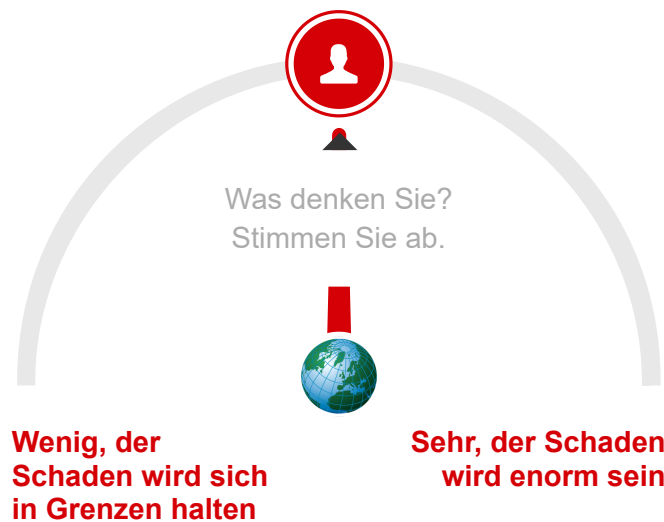 Was denken Sie?
Stimmen Sie ab.
Wenig, der
Schaden wird sich
in Grenzen halten
Sehr, der Schaden
wird enorm sein